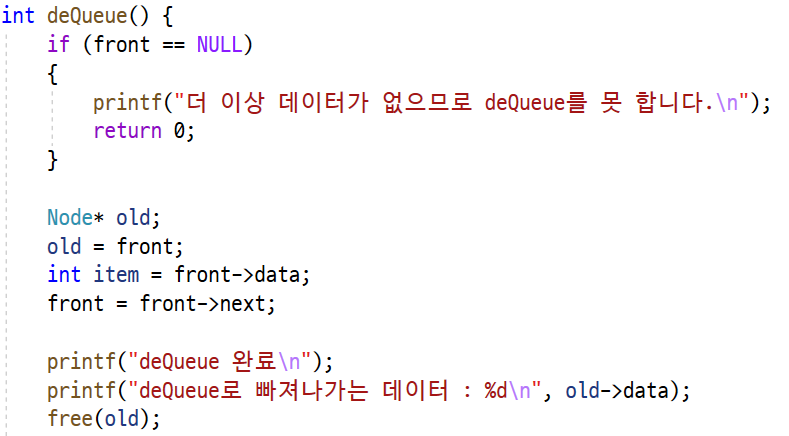 int deQueue() {
if (front == NULL)
{
printf("더 이상 데이터가 없으므로 deQueue를 못 합니다.\n");
return 0;
}
Node* old;
old = front;
int item = front->data;
front = front->next;
printf("deQueue 완료\n");
printf("deQueue로 빠져나가는 데이터 : %d\n", old->data);
free(old);